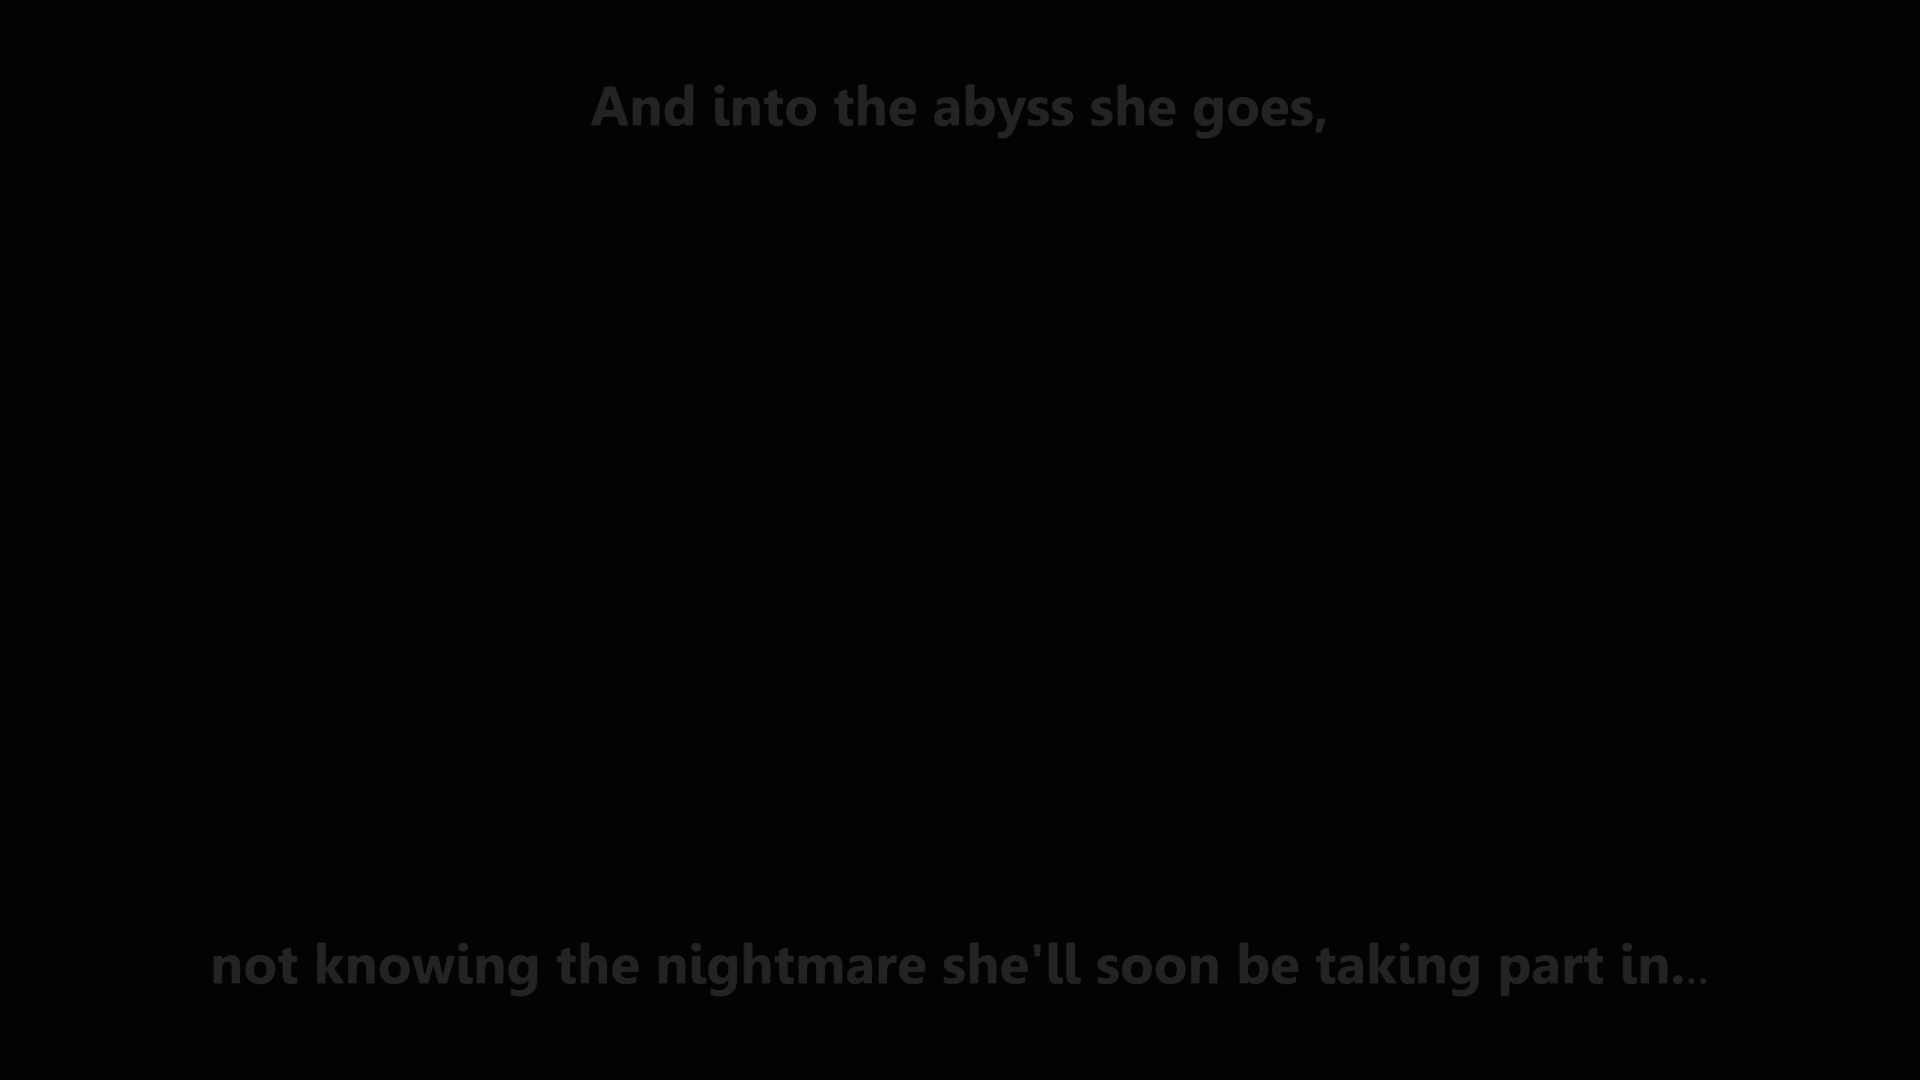 And into the abyss she goes,
not knowing the nightmare she'll soon be taking part in...